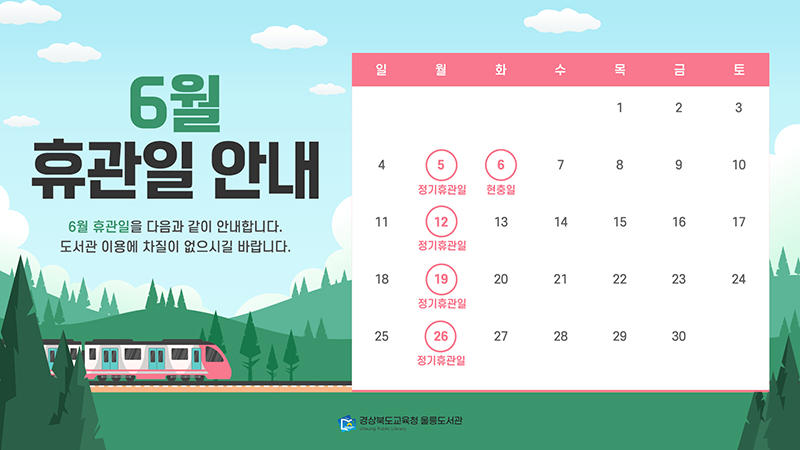 6월
휴관일 안내
6월 휴관일을 다음과 같이 안내합니다.
도서관 이용에 차질이 없으시길 바랍니다.
일 월 화 수 목 금 토
1 2 3
4 5 6 7 8 9 10
정기휴관일 현충일
11 12 13 14 15 16 17
정기휴관일
18 19 20 21 22 23 24
정기휴관일
25 26 27 28 29 30
정기휴관일
경상북도교육청 울릉도서관
Ulleung Public Library